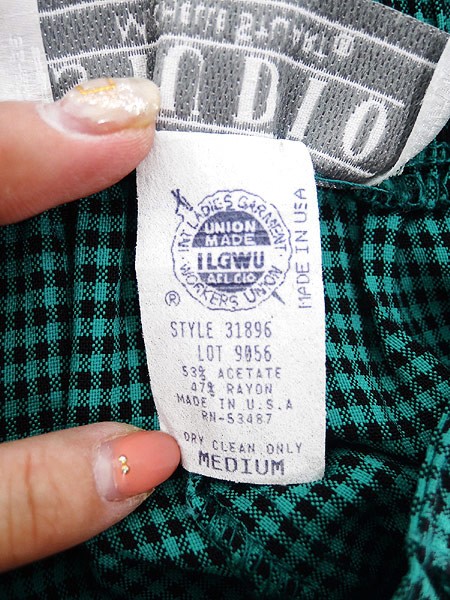 STUDIO
INT'L LADIES GARMENT WORKERS UNION
UNION
MADE
ILGWU
AFL CIO
®
MADE IN USA
STYLE 31896
LOT 9056
53% ACETATE
47% RAYON
MADE IN U.S.A
RN-53487
DRY CLEAN ONLY
MEDIUM